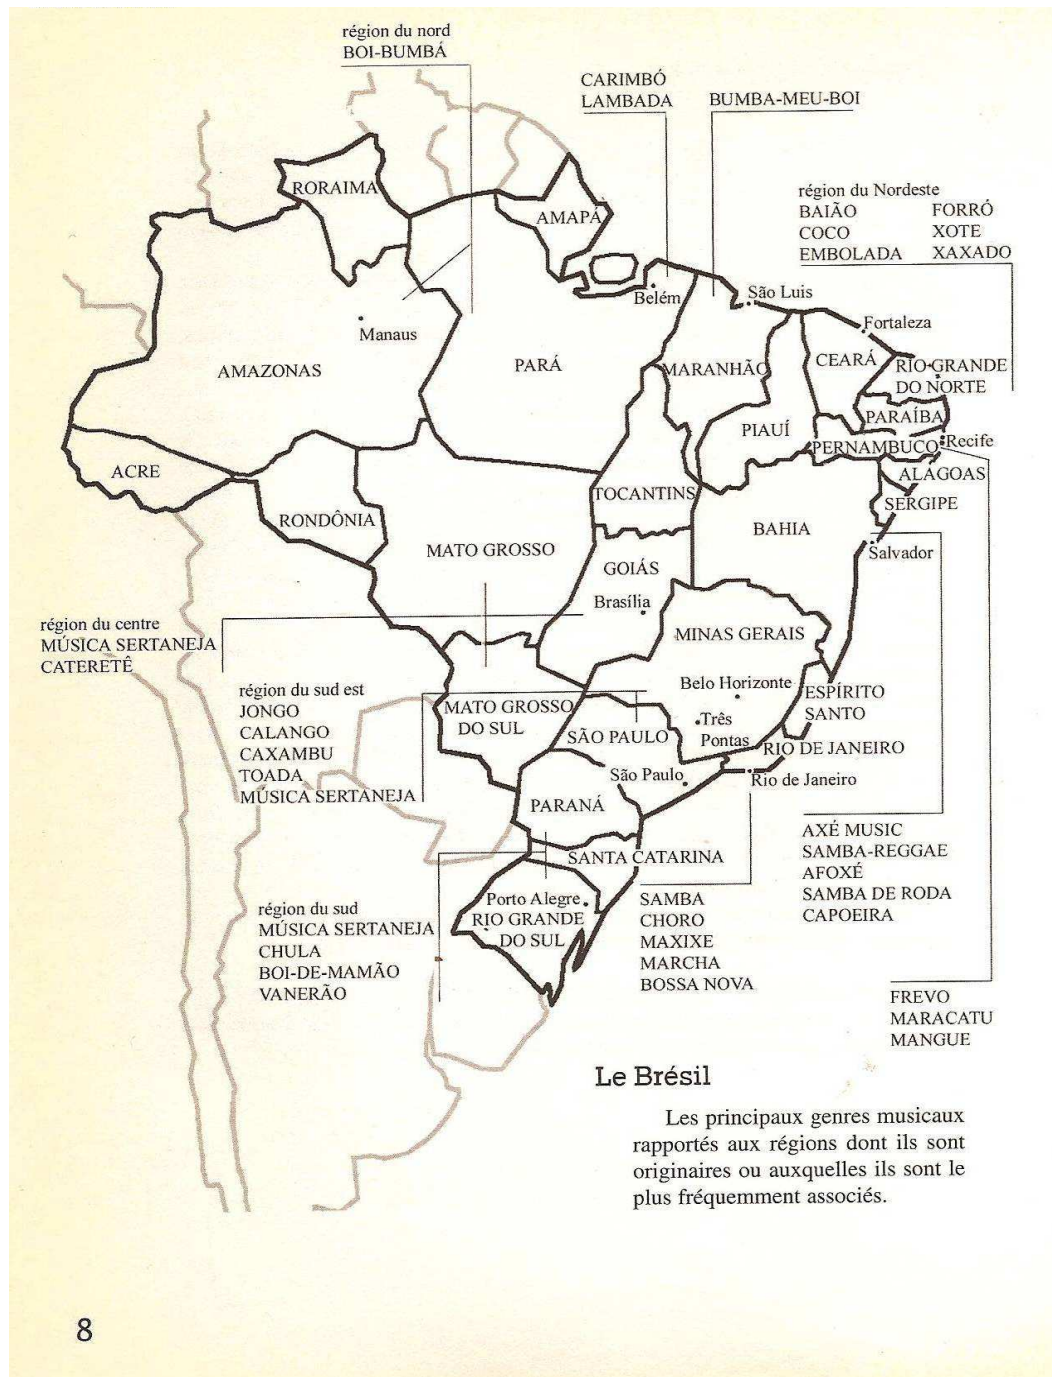 région du nord
BOI-BUMBÁ
CARIMBÓ
LAMBADA
BUMBA-MEU-BOI
région du Nordeste
BAIÃO FORRÓ
COCO XOTE
EMBOLADA XAXADO
RORAIMA
AMAPÁ
Belém
São Luis
Fortaleza
Manaus
AMAZONAS
PARÁ
MARANHÃO
CEARÁ
RIO GRANDE
DO NORTE
PARAÍBA
PIAUÍ
PERNAMBUCO
Recife
ALAGOAS
SERGIPE
ACRE
RONDÔNIA
TOCANTINS
MATO GROSSO
BAHIA
Salvador
GOIÁS
Brasília
région du centre
MÚSICA SERTANEJA
CATERETÊ
MINAS GERAIS
Belo Horizonte
ESPÍRITO
SANTO
région du sud est
JONGO
CALANGO
CAXAMBU
TOADA
MÚSICA SERTANEJA
MATO GROSSO
DO SUL
SÃO PAULO
Três
Pontas
RIO DE JANEIRO
São Paulo
Rio de Janeiro
PARANÁ
SANTA CATARINA
AXÉ MUSIC
SAMBA-REGGAE
AFOXÉ
SAMBA DE RODA
CAPOEIRA
Porto Alegre
RIO GRANDE
DO SUL
SAMBA
CHORO
MAXIXE
MARCHA
BOSSA NOVA
région du sud
MÚSICA SERTANEJA
CHULA
BOI-DE-MAMÃO
VANERÃO
FREVO
MARACATU
MANGUE
Le Brésil
Les principaux genres musicaux
rapportés aux régions dont ils sont
originaires ou auxquelles ils sont le
plus fréquemment associés.
8